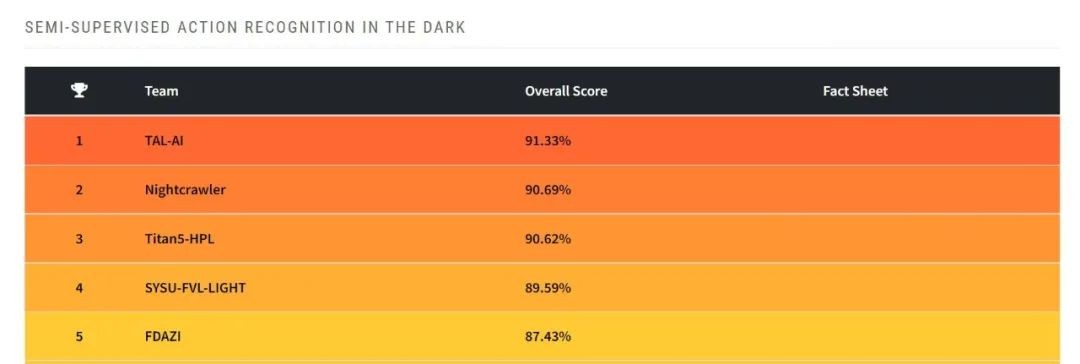 SEMI-SUPERVISED ACTION RECOGNITION IN THE DARK
Team Overall Score Fact Sheet
1 TAL-AI 91.33%
2 Nightcrawler 90.69%
3 Titan5-HPL 90.62%
4 SYSU-FVL-LIGHT 89.59%
5 FDAZI 87.43%